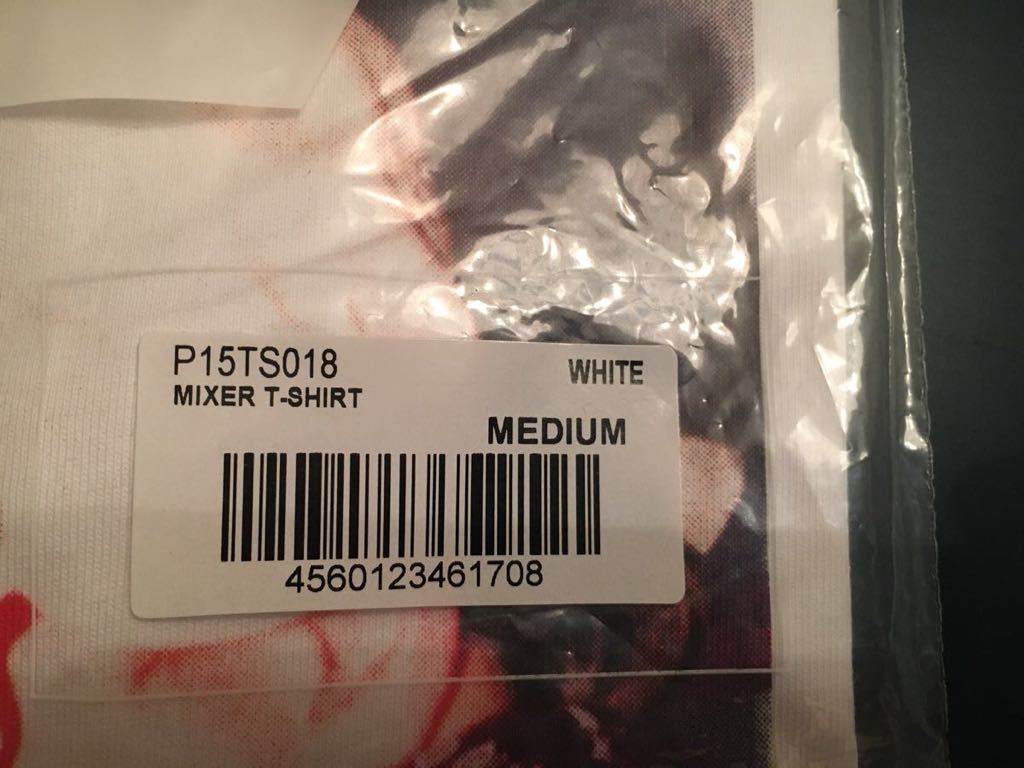 P15TS018 WHITE
MIXER T-SHIRT
MEDIUM
4560123461708